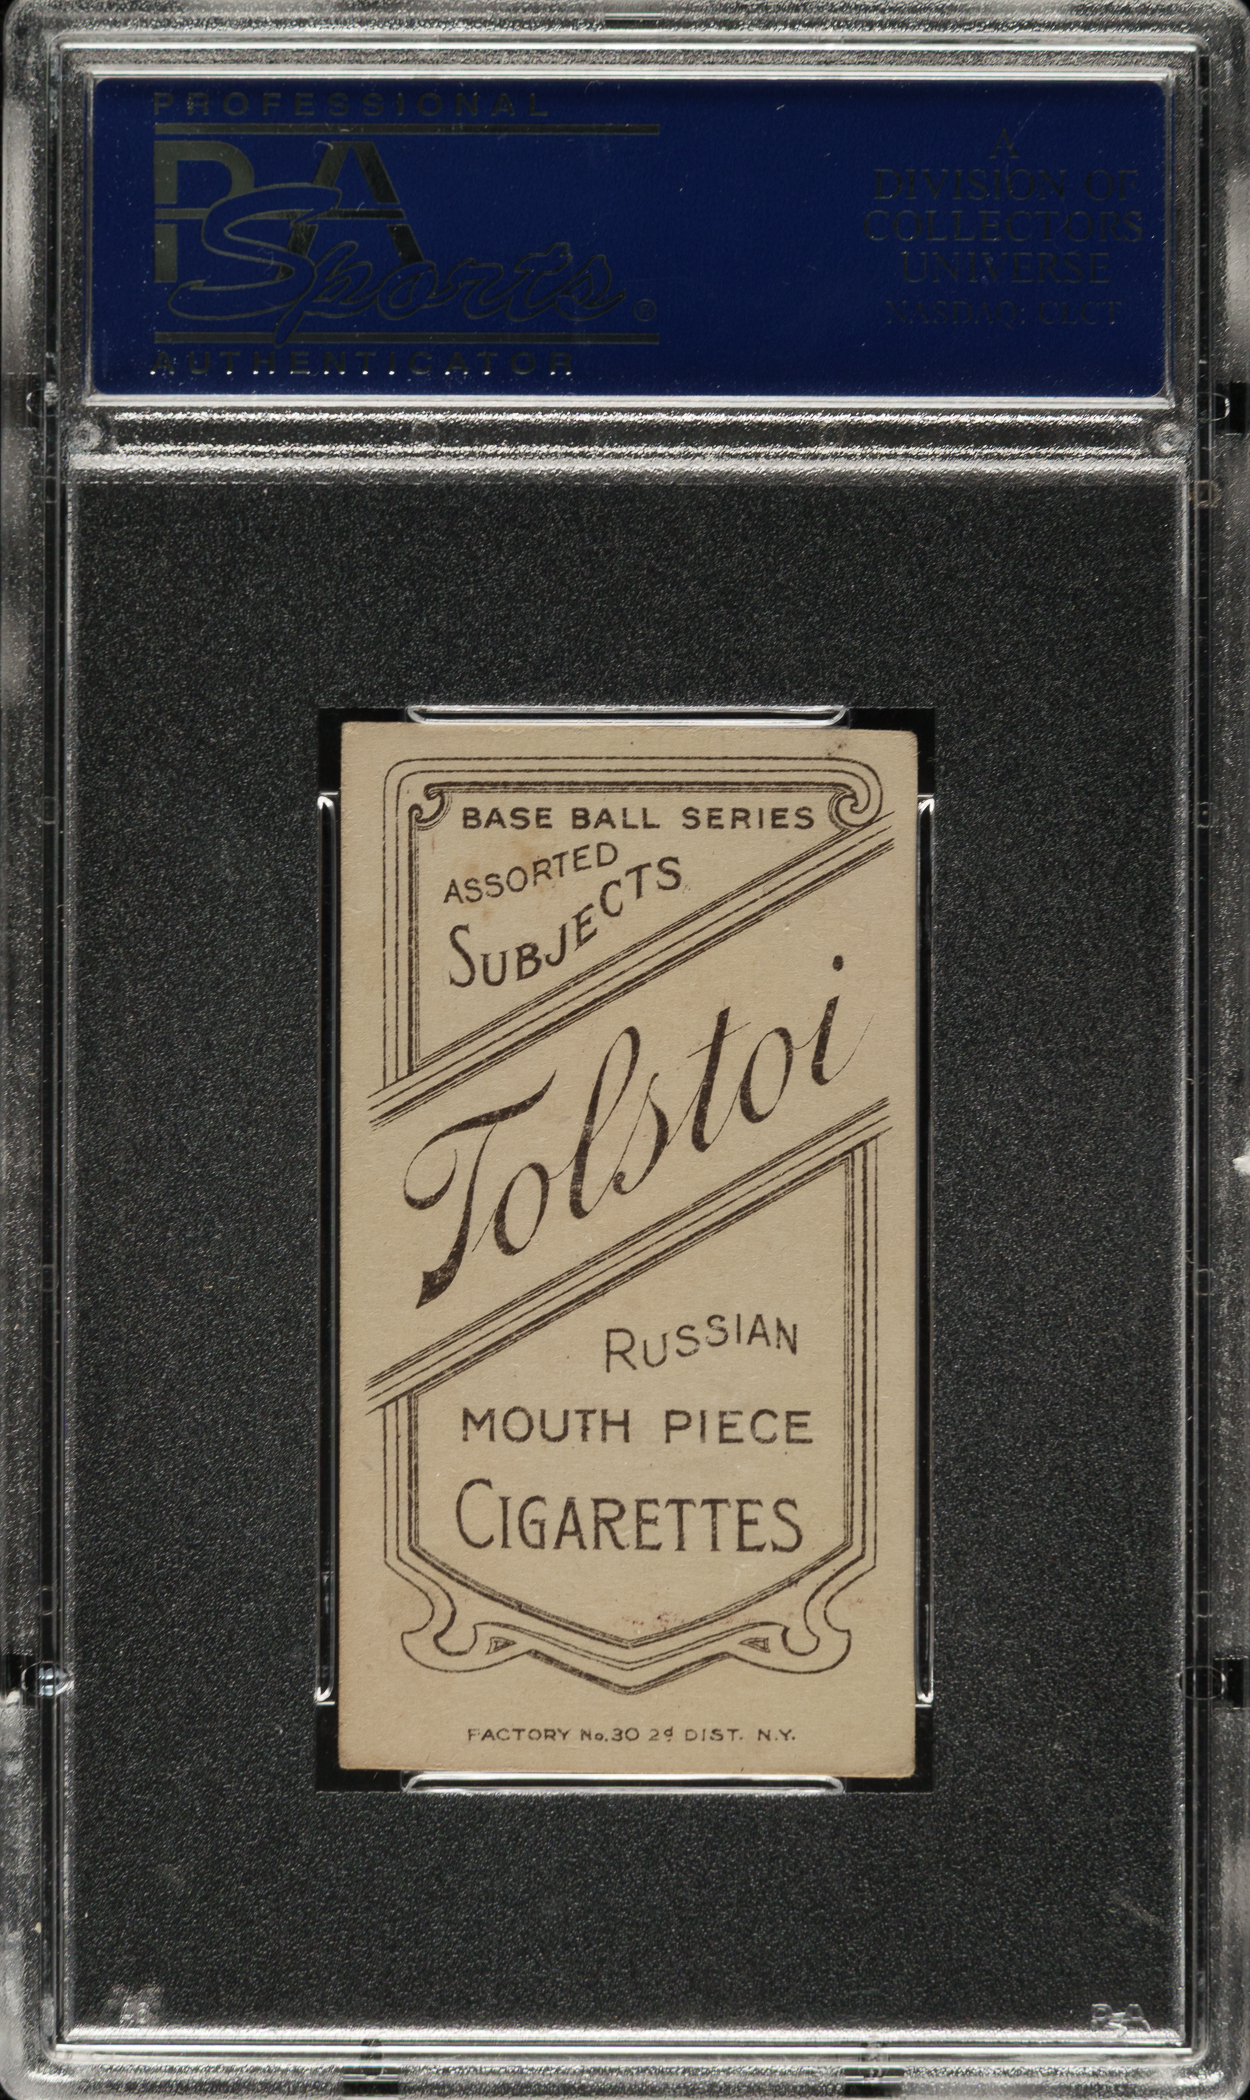 PROFESSIONAL
PSA
Sports®
AUTHENTICATOR
A
DIVISION OF
COLLECTORS
UNIVERSE
NASDAQ: CLCT
BASE BALL SERIES
ASSORTED
SUBJECTS
Tolstoi
RUSSIAN
MOUTH PIECE
CIGARETTES
FACTORY No. 30 2d DIST. N.Y.
PSA